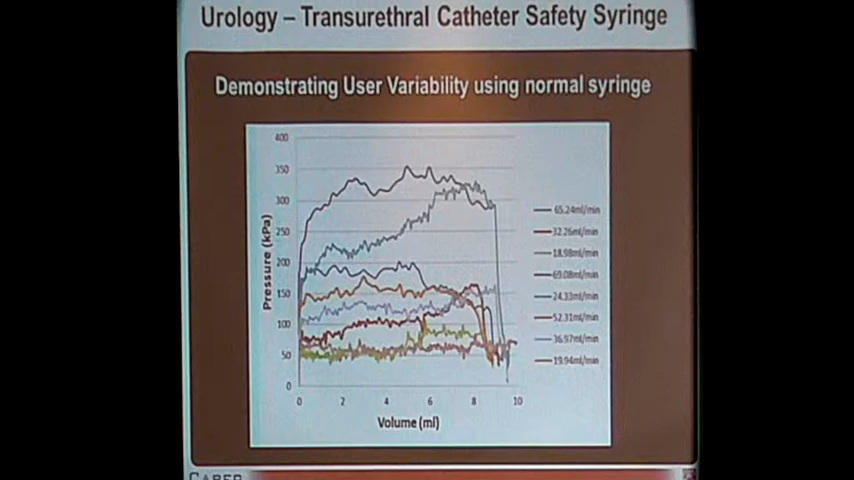 Urology – Transurethral Catheter Safety Syringe
Demonstrating User Variability using normal syringe
400
350
300
250
200
150
100
50
0
Pressure (kPa)
0 2 4 6 8 10
Volume (ml)
65.24ml/min
32.26ml/min
18.98ml/min
69.08ml/min
24.33ml/min
52.31ml/min
36.97ml/min
19.94ml/min